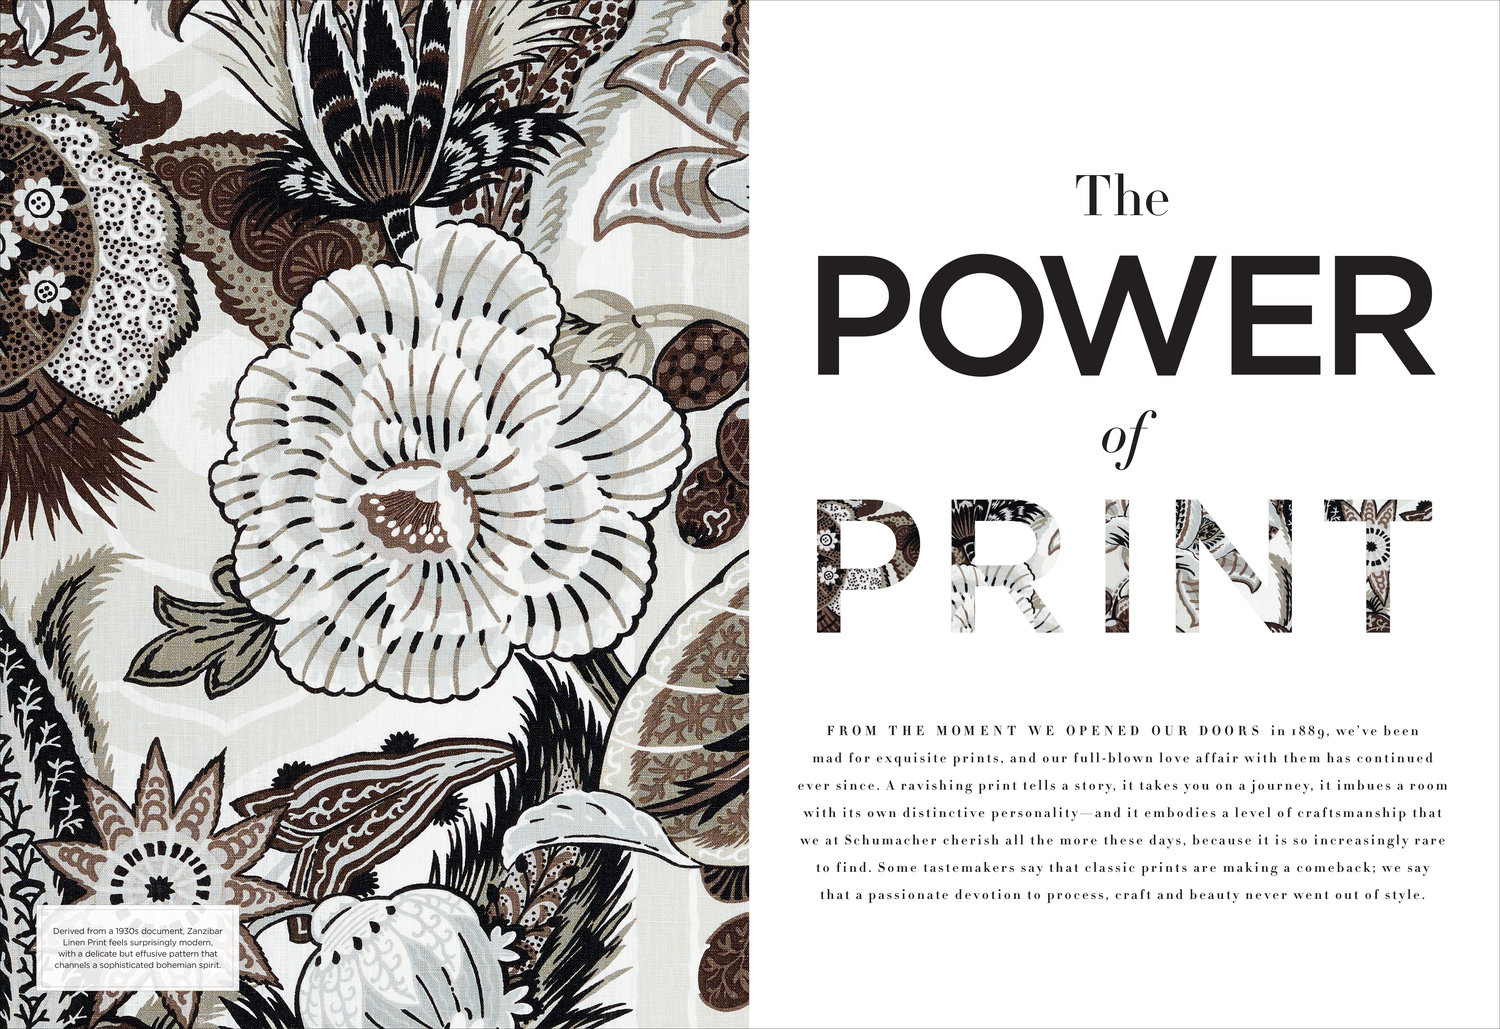 The
POWER
of
PRINT
FROM THE MOMENT WE OPENED OUR DOORS in 1889, we've been
mad for exquisite prints, and our full-blown love affair with them has continued
ever since. A ravishing print tells a story, it takes you on a journey, it imbues a room
with its own distinctive personality—and it embodies a level of craftsmanship that
we at Schumacher cherish all the more these days, because it is so increasingly rare
to find. Some tastemakers say that classic prints are making a comeback; we say
that a passionate devotion to process, craft and beauty never went out of style.
Derived from a 1930s document, Zanzibar
Linen Print feels surprisingly modern,
with a delicate but effusive pattern that
channels a sophisticated bohemian spirit.